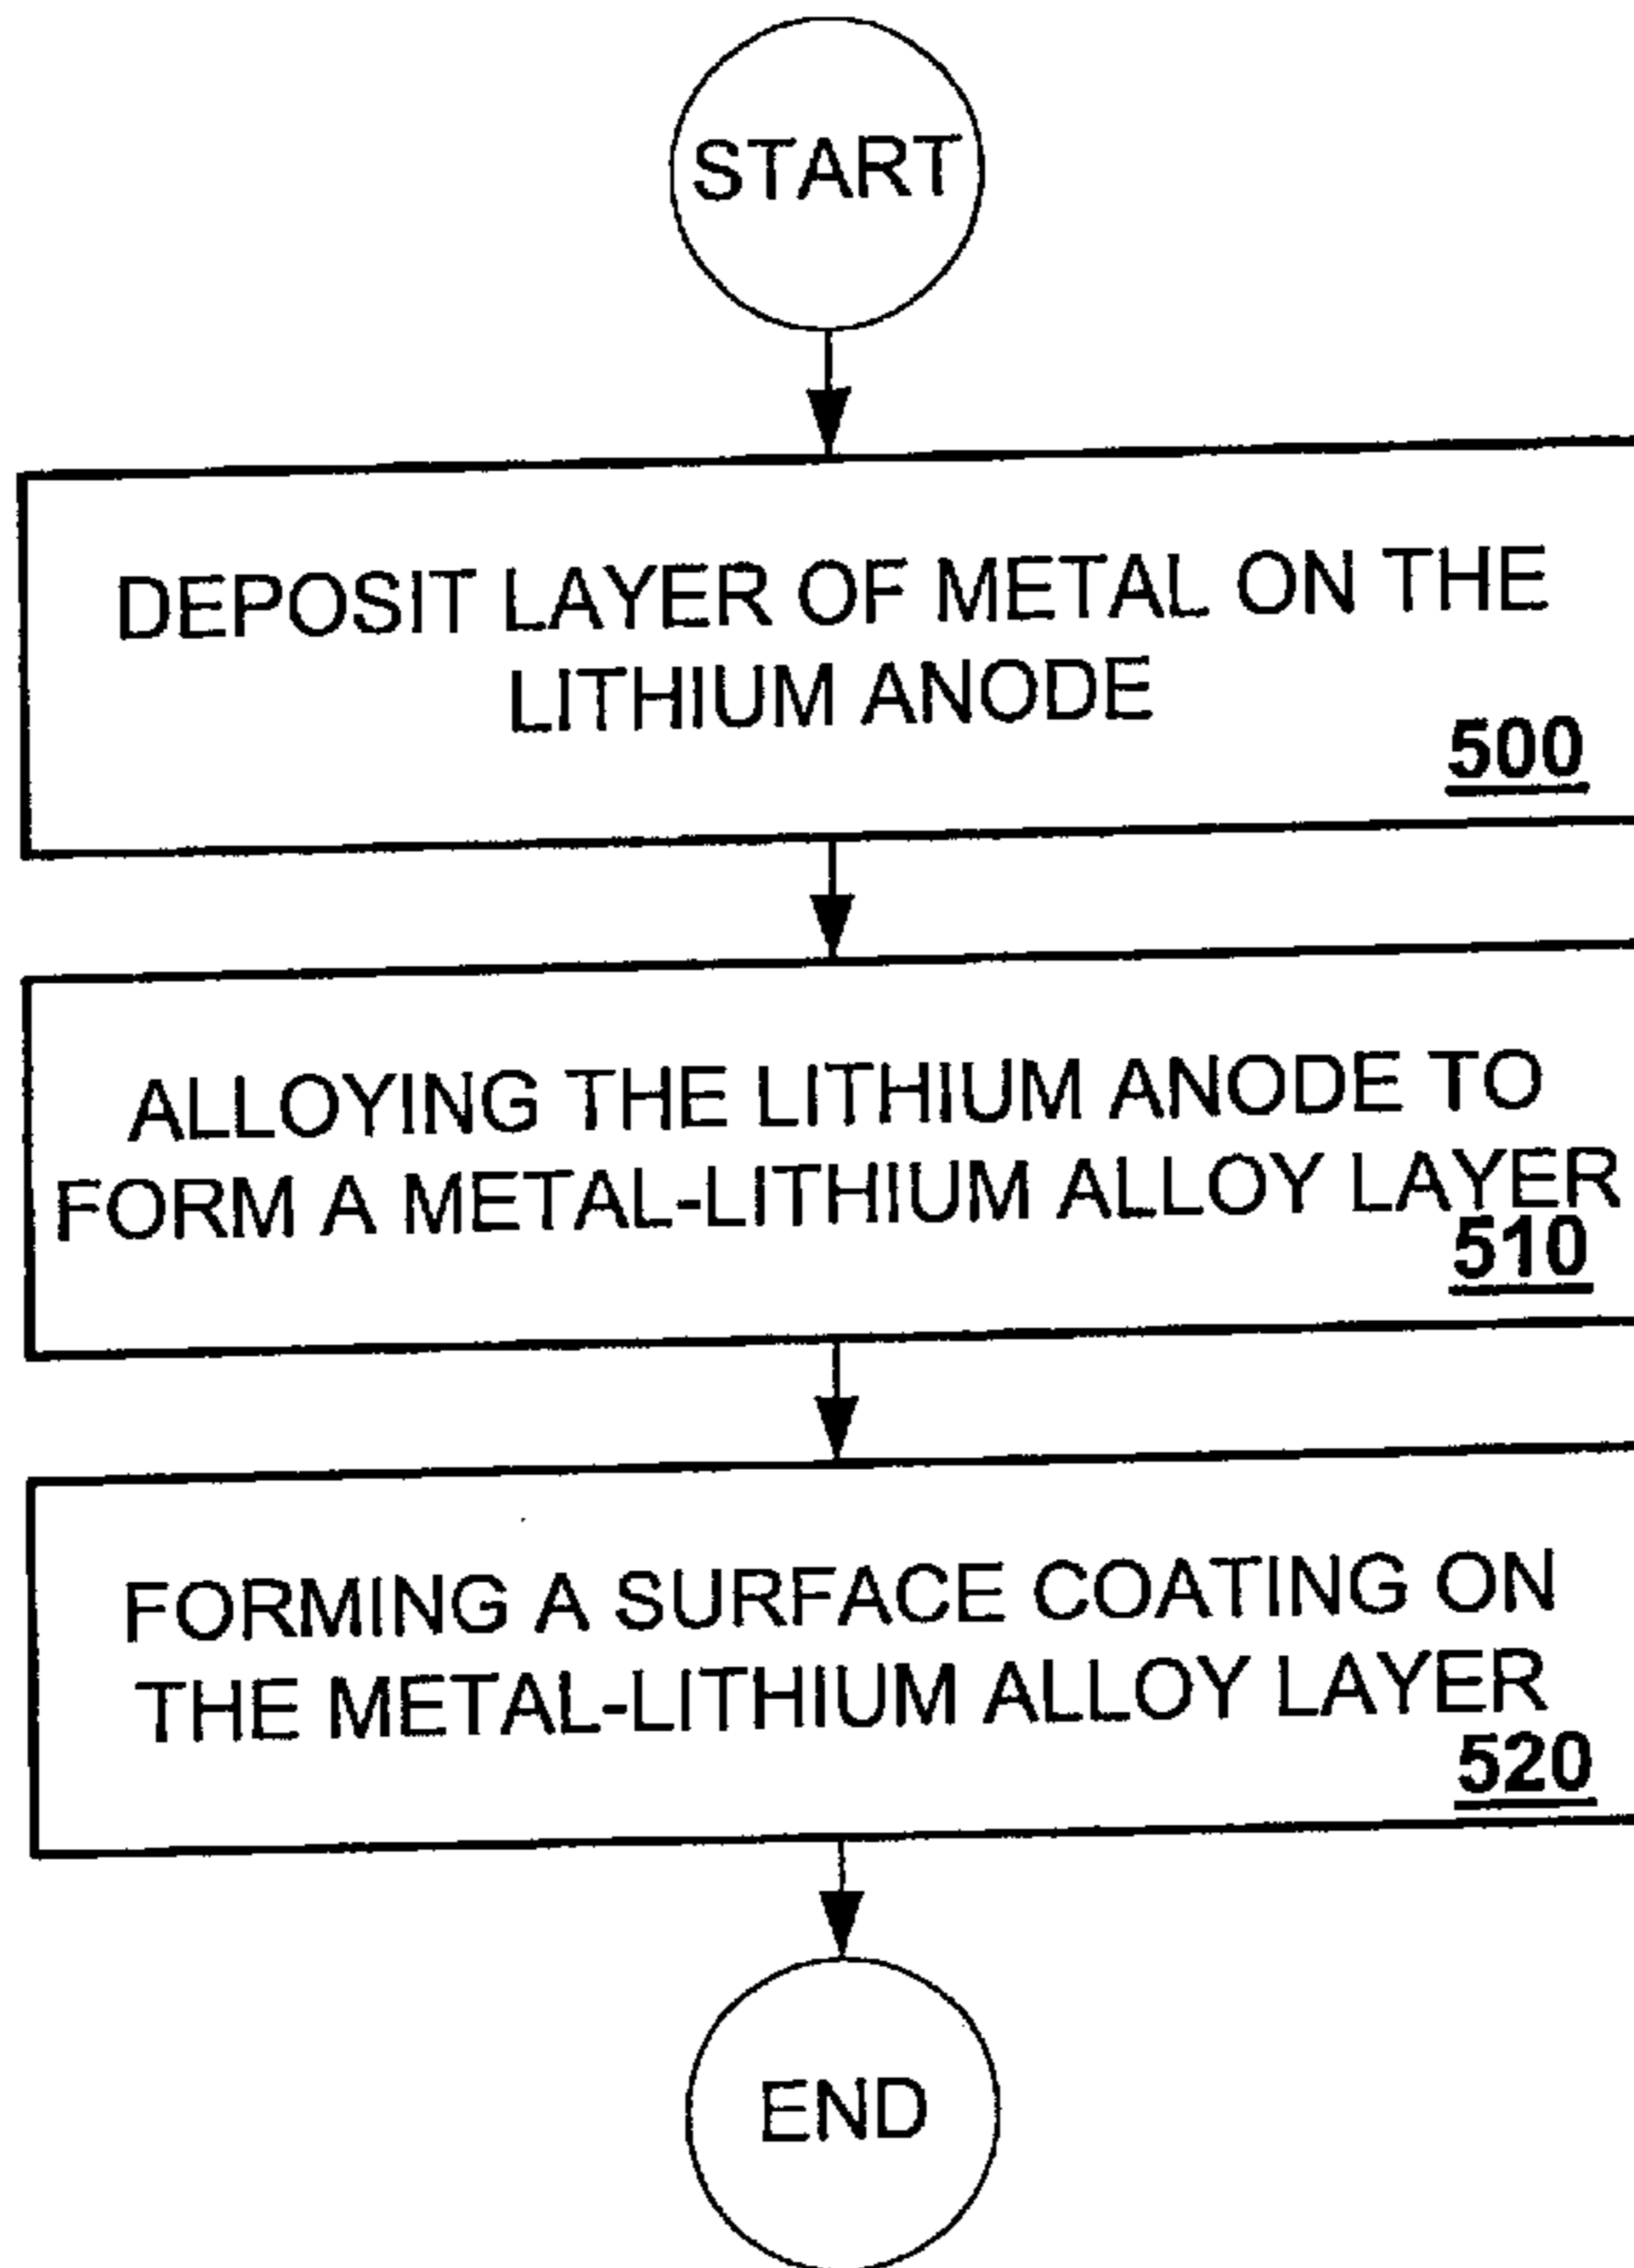 START
DEPOSIT LAYER OF METAL ON THE
LITHIUM ANODE
500
ALLOYING THE LITHIUM ANODE TO
FORM A METAL-LITHIUM ALLOY LAYER
510
FORMING A SURFACE COATING ON
THE METAL-LITHIUM ALLOY LAYER
520
END